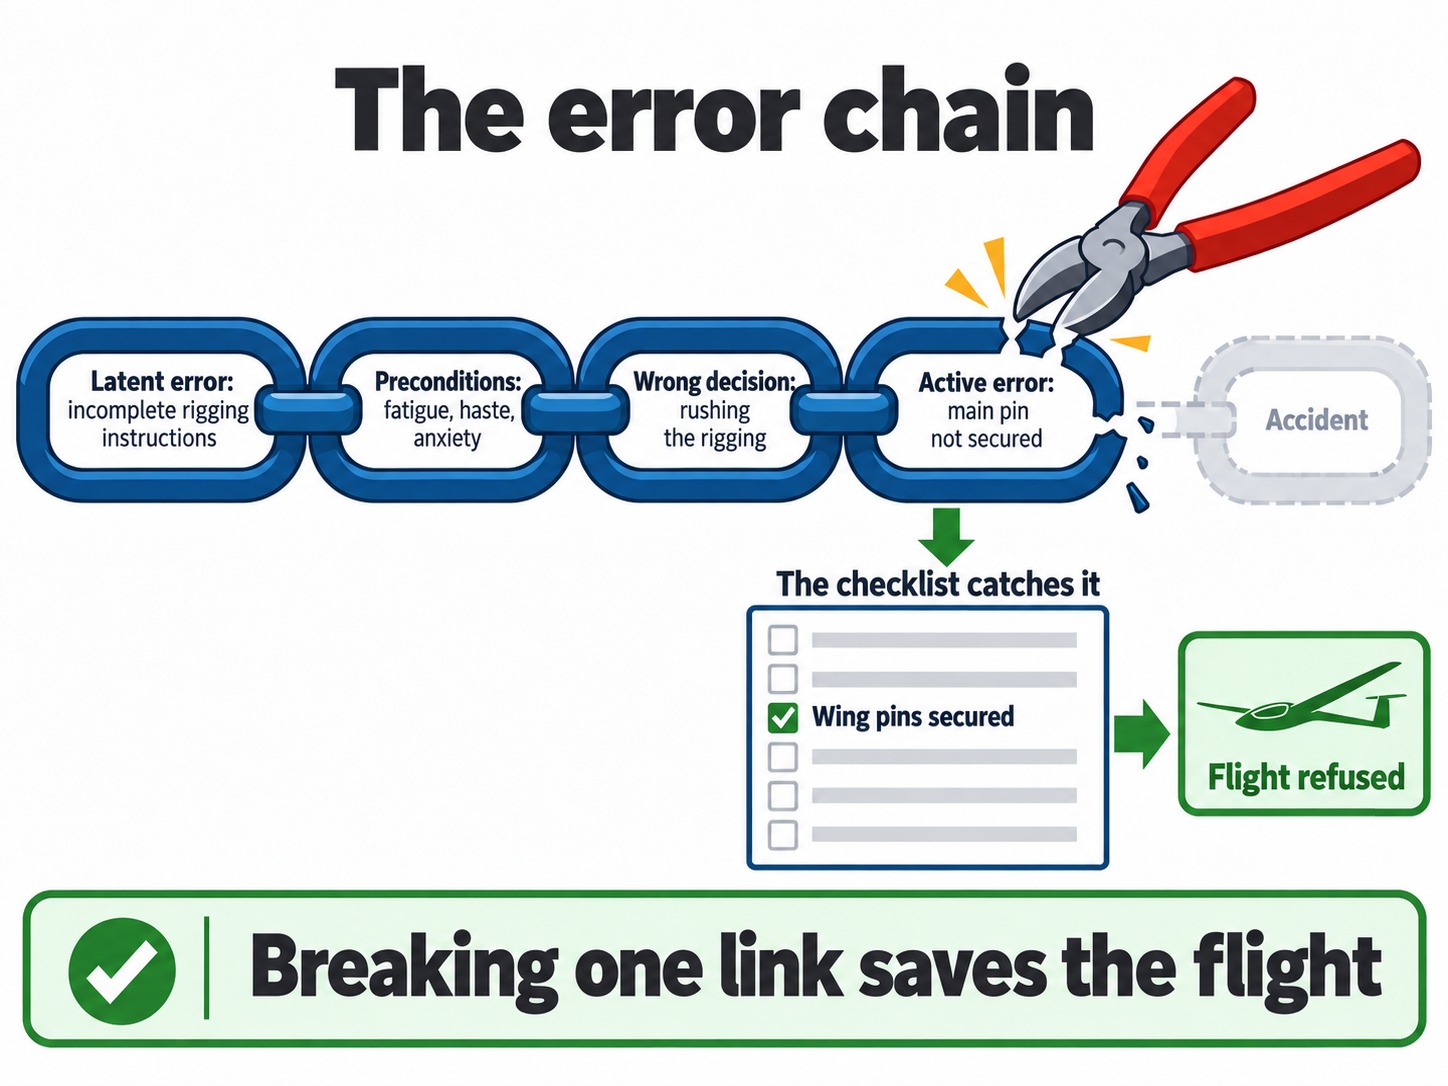 The error chain
Latent error:
incomplete rigging
instructions
Preconditions:
fatigue, haste,
anxiety
Wrong decision:
rushing
the rigging
Active error:
main pin
not secured
Accident
The checklist catches it
Wing pins secured
Flight refused
Breaking one link saves the flight